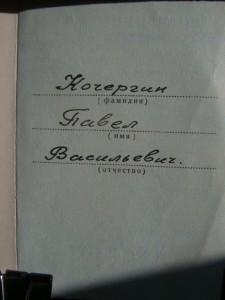 Кочергин
(фамилия)
Павел
(имя)
Васильевич.
(отчество)